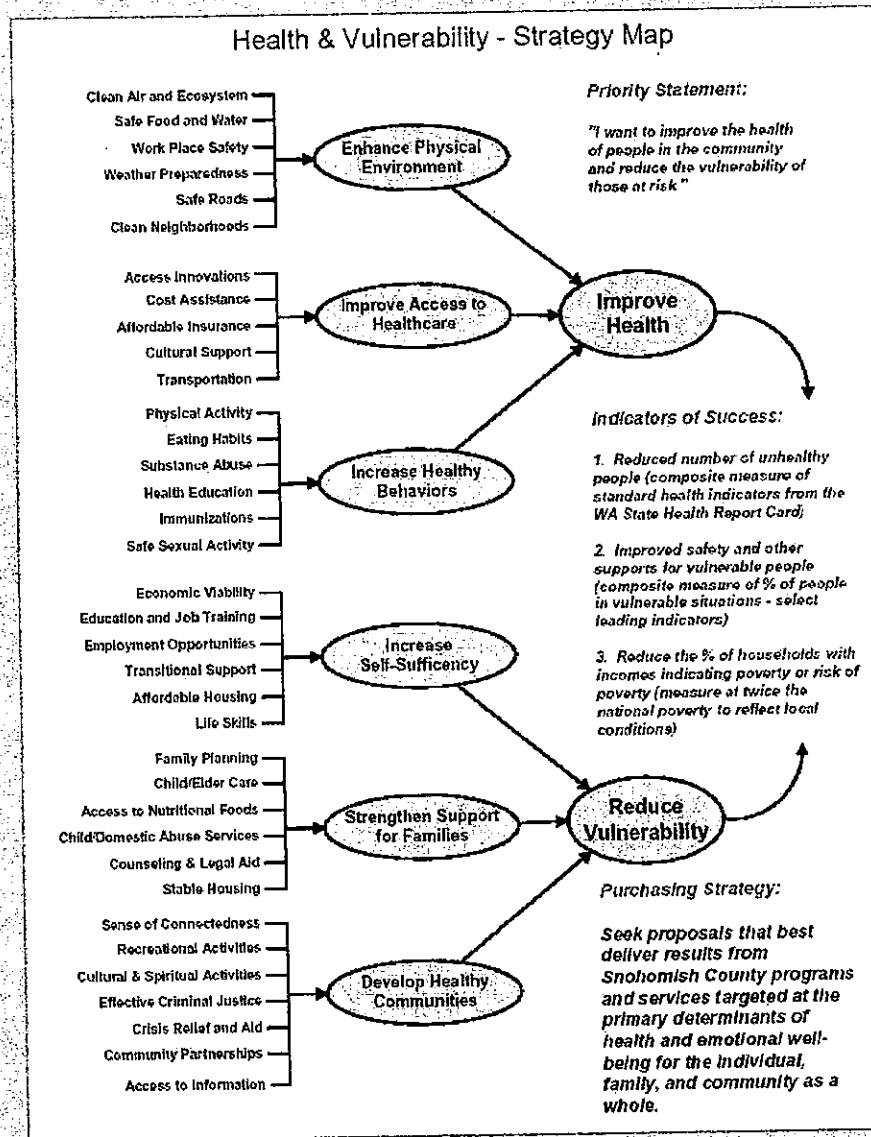 Health & Vulnerability - Strategy Map
Clean Air and Ecosystem
Safe Food and Water
Work Place Safety
Weather Preparedness
Safe Roads
Clean Neighborhoods
Enhance Physical
Environment
Priority Statement:
"I want to improve the health
of people in the community
and reduce the vulnerability of
those at risk"
Access Innovations
Cost Assistance
Affordable Insurance
Cultural Support
Transportation
Improve Access to
Healthcare
Improve
Health
Physical Activity
Eating Habits
Substance Abuse
Health Education
Immunizations
Safe Sexual Activity
Increase Healthy
Behaviors
Indicators of Success:
1. Reduced number of unhealthy
people (composite measure of
standard health indicators from the
WA State Health Report Card)
2. Improved safety and other
supports for vulnerable people
(composite measure of % of people
in vulnerable situations - select
leading indicators)
3. Reduce the % of households with
incomes indicating poverty or risk of
poverty (measure at twice the
national poverty to reflect local
conditions)
Economic Viability
Education and Job Training
Employment Opportunities
Transitional Support
Affordable Housing
Life Skills
Increase
Self-Sufficency
Family Planning
Child/Elder Care
Access to Nutritional Foods
Child/Domestic Abuse Services
Counseling & Legal Aid
Stable Housing
Strengthen Support
for Families
Reduce
Vulnerability
Sense of Connectedness
Recreational Activities
Cultural & Spiritual Activities
Effective Criminal Justice
Crisis Relief and Aid
Community Partnerships
Access to Information
Develop Healthy
Communities
Purchasing Strategy:
Seek proposals that best
deliver results from
Snohomish County programs
and services targeted at the
primary determinants of
health and emotional well-
being for the individual,
family, and community as a
whole.